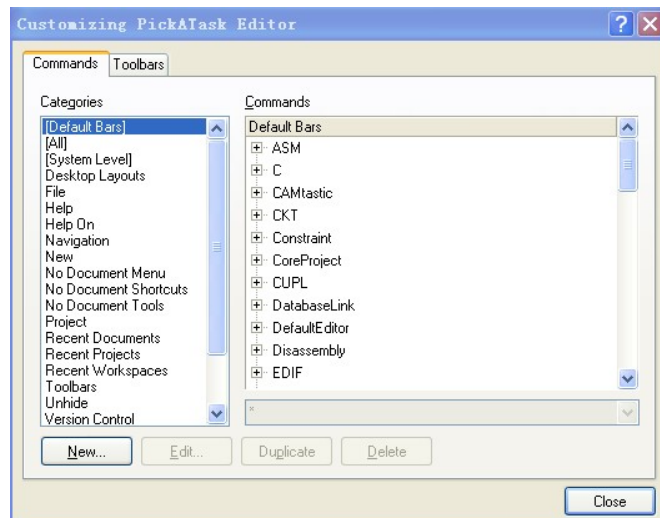 Customizing PickATask Editor
Commands Toolbars
Categories
[Default Bars]
[All]
[System Level]
Desktop Layouts
File
Help
Help On
Navigation
New
No Document Menu
No Document Shortcuts
No Document Tools
Project
Recent Documents
Recent Projects
Recent Workspaces
Toolbars
Unhide
Version Control
Commands
Default Bars
ASM
C
CAMtastic
CKT
Constraint
CoreProject
CUPL
DatabaseLink
DefaultEditor
Disassembly
EDIF
*
New... Edit... Duplicate Delete
Close